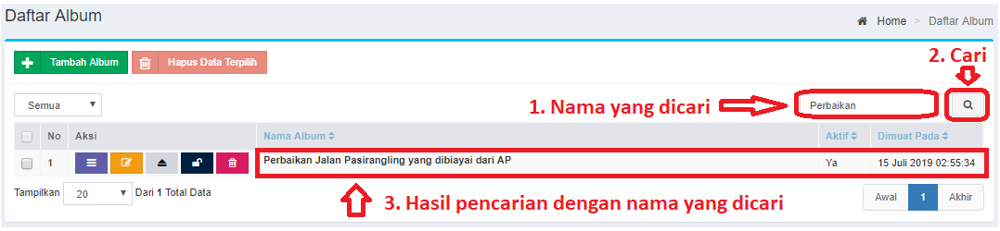 Daftar Album
Home > Daftar Album
2. Cari
Tambah Album
Hapus Data Terpilih
Semua
1. Nama yang dicari
Perbaikan
No Aksi Nama Album Aktif Dimuat Pada
1 Perbaikan Jalan Pasirangling yang dibiayai dari AP Ya 15 Juli 2019 02:55:34
Tampilkan 20 Dari 1 Total Data
3. Hasil pencarian dengan nama yang dicari
Awal 1 Akhir